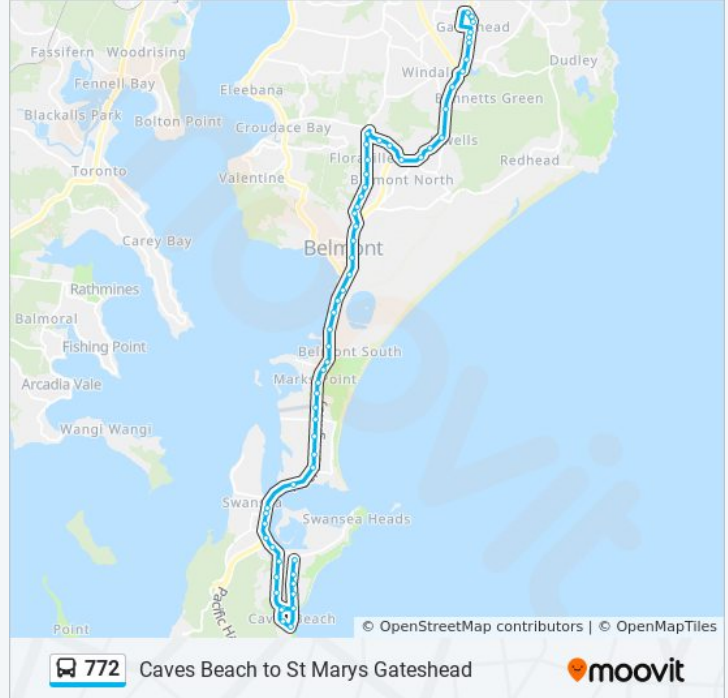 Gateshead
Fassifern
Woodrising
Dudley
Windale
Fennell Bay
Eleebana
Bennetts Green
Blackalls Park
Bolton Point
Croudace Bay
Floraville
Redhead
Toronto
Valentine
Belmont North
Carey Bay
Belmont
Rathmines
Balmoral
Fishing Point
Belmont South
Arcadia Vale
Marks Point
Wangi Wangi
Swansea
Swansea Heads
Caves Beach
Point
© OpenStreetMap contributors | © OpenMapTiles
772 Caves Beach to St Marys Gateshead
moovit